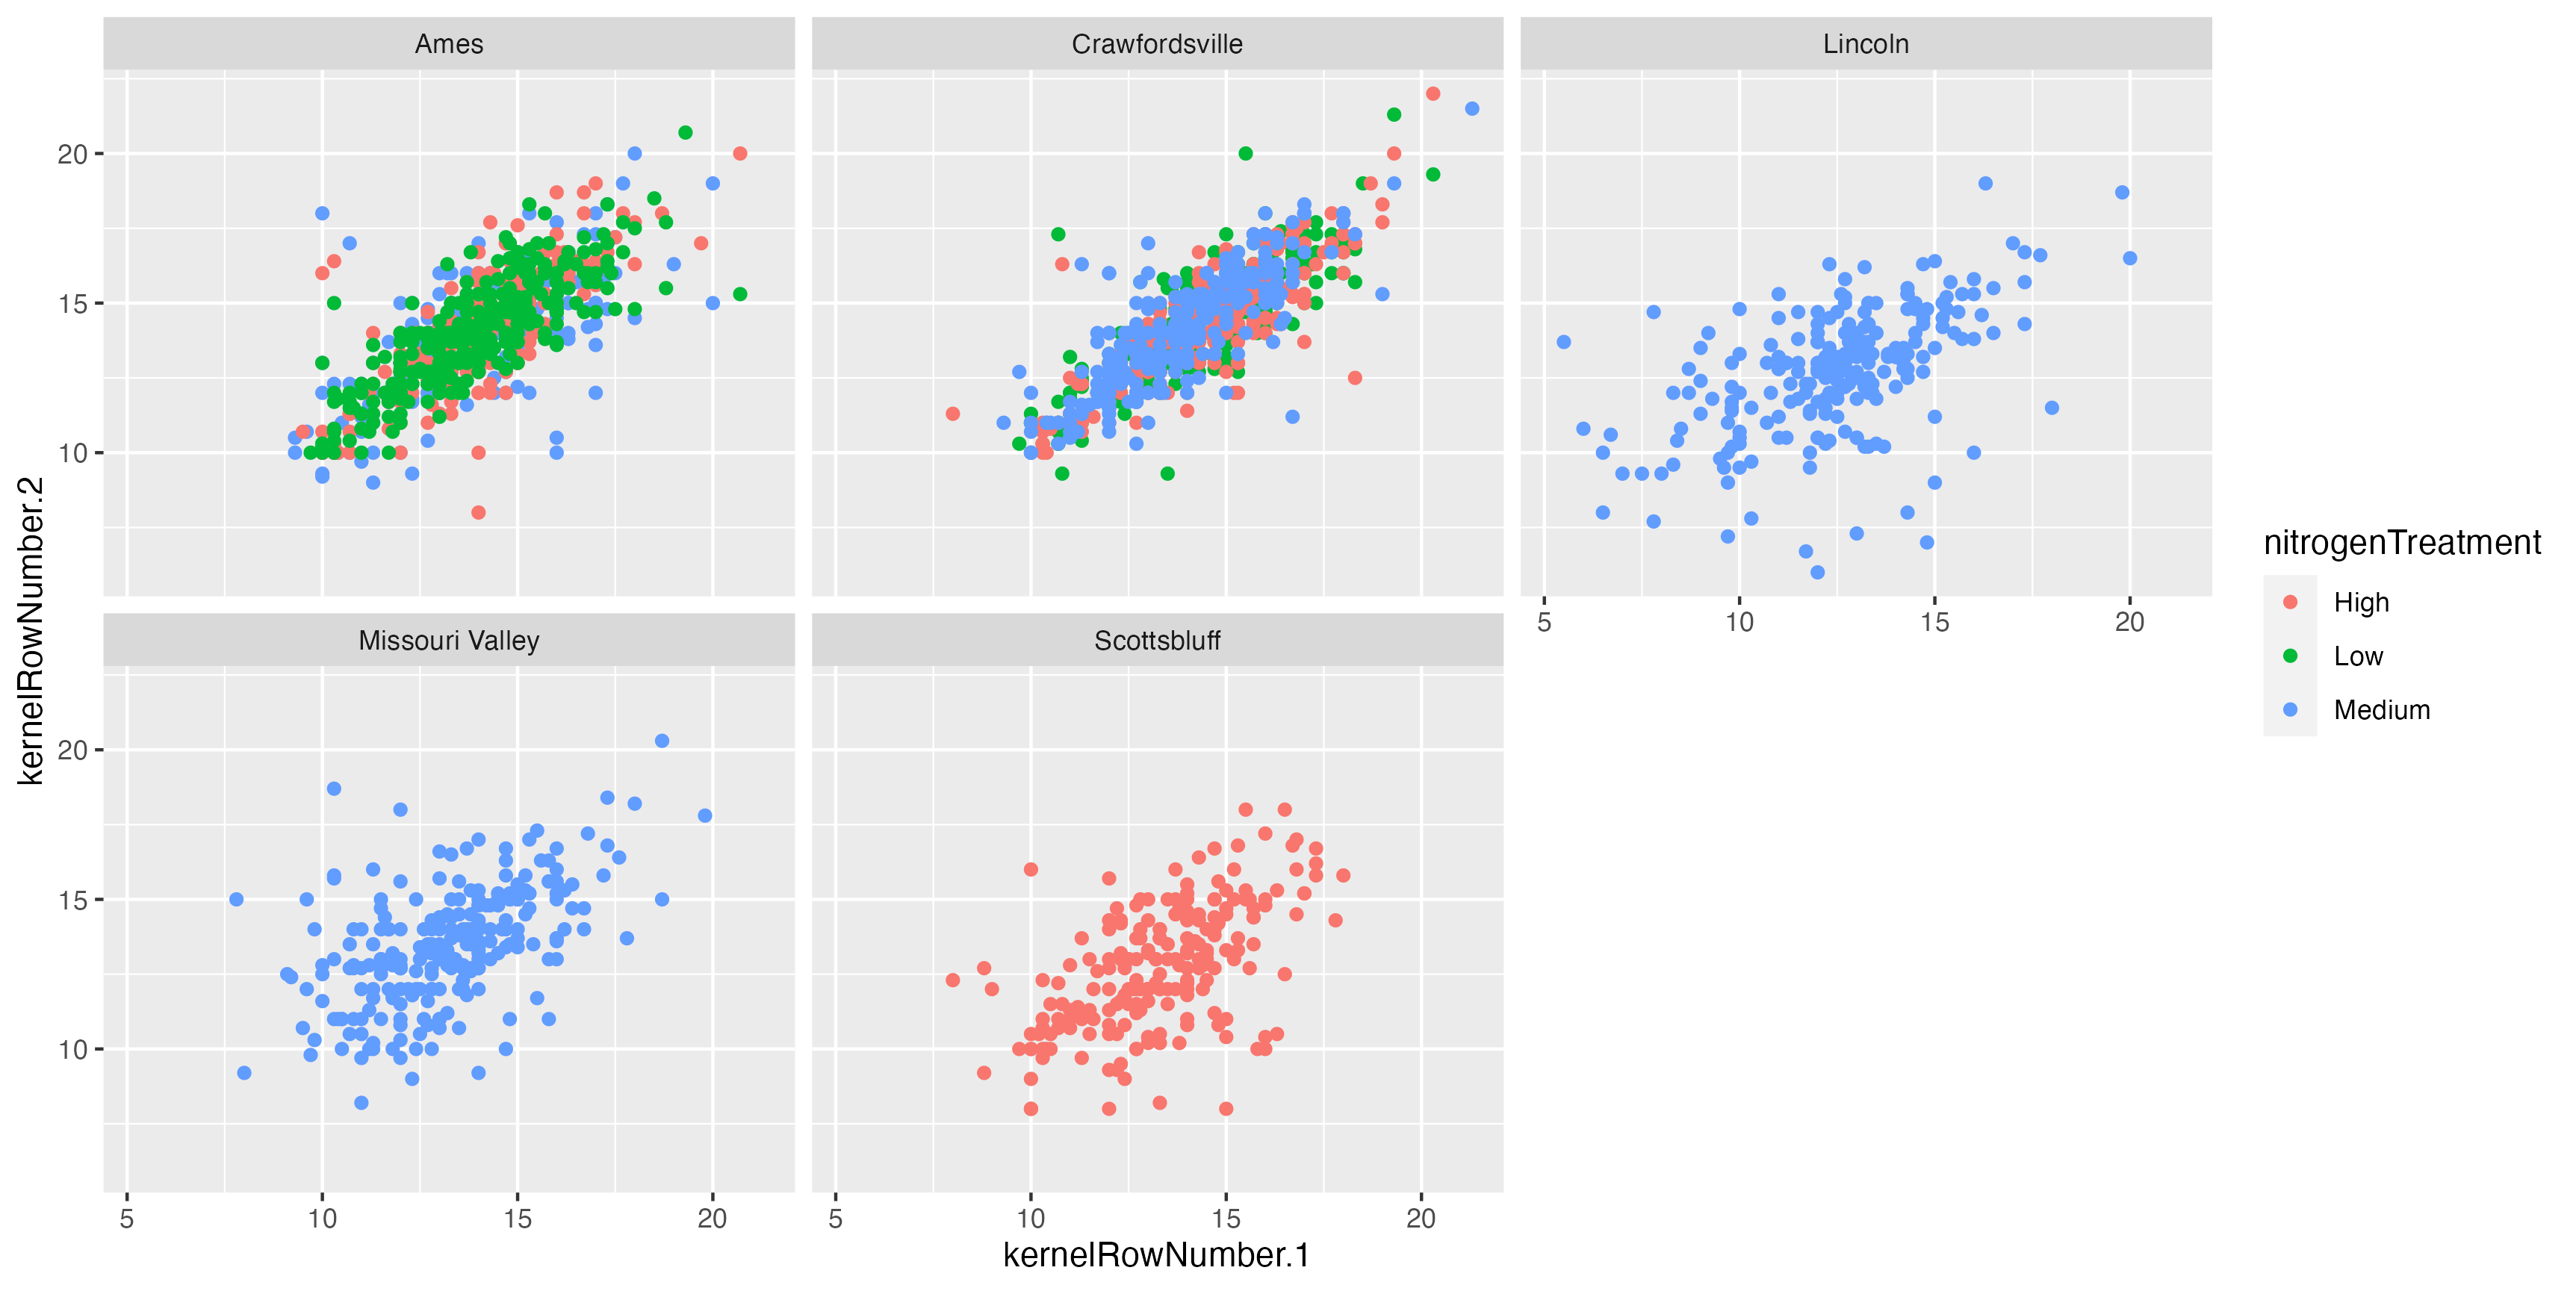 Ames
Crawfordsville
Lincoln
20
15
10
5
10
15
20
Missouri Valley
Scottsbluff
20
15
10
5
10
15
20
5
10
15
20
kernelRowNumber.1
kernelRowNumber.2
nitrogenTreatment
High
Low
Medium